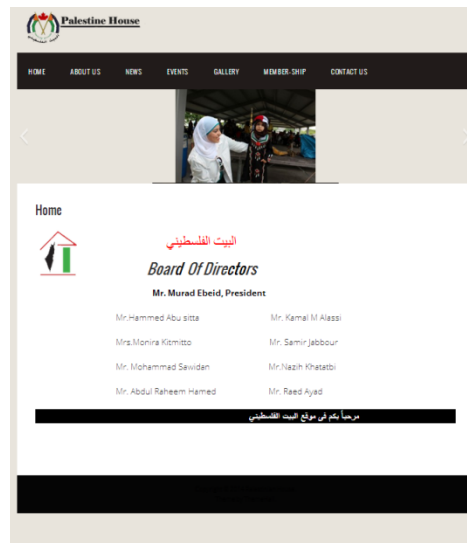 Palestine House
HOME ABOUT US NEWS EVENTS GALLERY MEMBER-SHIP CONTACT US
Home
البيت الفلسطيني
Board Of Directors
Mr. Murad Ebeid, President
Mr.Hammed Abu sitta Mr. Kamal M Alassi
Mrs.Monira Kitmitto Mr. Samir Jabbour
Mr. Mohammad Sawidan Mr.Nazih Khatatbi
Mr. Abdul Raheem Hamed Mr. Raed Ayad
مرحباً بكم فى موقع البيت الفلسطيني